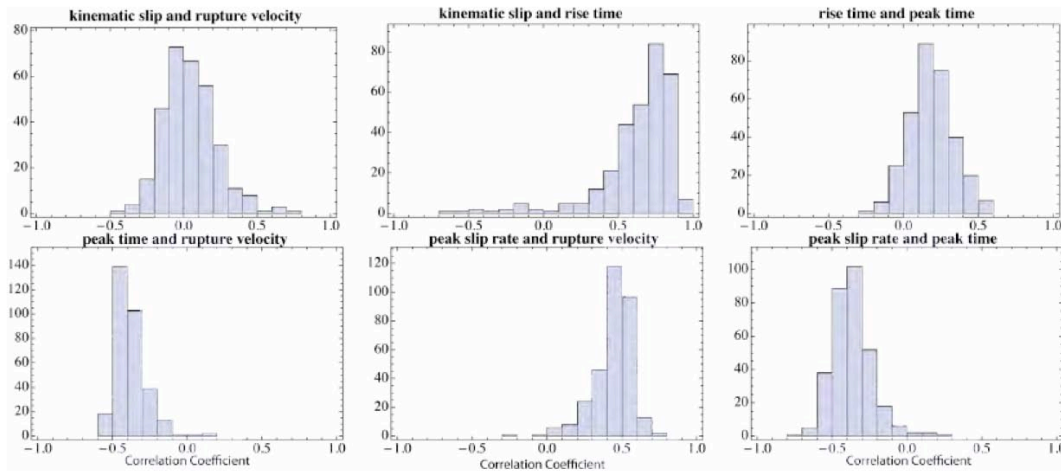 kinematic slip and rupture velocity
80
60
40
20
0
−1.0 −0.5 0.0 0.5 1.0
kinematic slip and rise time
80
60
40
20
0
−1.0 −0.5 0.0 0.5 1.0
rise time and peak time
80
60
40
20
0
−1.0 −0.5 0.0 0.5 1.0
peak time and rupture velocity
140
120
100
80
60
40
20
0
−1.0 −0.5 0.0 0.5 1.0
Correlation Coefficient
peak slip rate and rupture velocity
120
100
80
60
40
20
0
−1.0 −0.5 0.0 0.5 1.0
Correlation Coefficient
peak slip rate and peak time
100
80
60
40
20
0
−1.0 −0.5 0.0 0.5 1.0
Correlation Coefficient